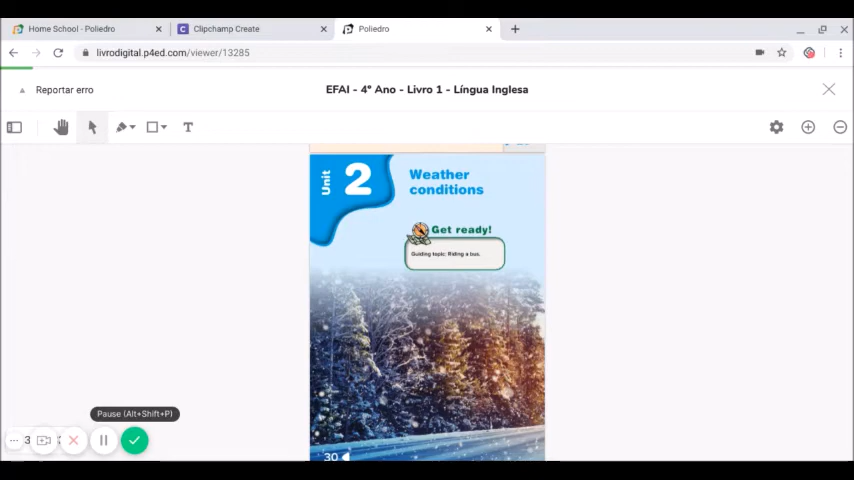 Home School - Poliedro
Clipchamp Create
Poliedro
livrodigital.p4ed.com/viewer/13285
Reportar erro
EFAI - 4º Ano - Livro 1 - Língua Inglesa
T
Unit 2
Weather
conditions
Get ready!
Guiding topic: Riding a bus.
Pause (Alt+Shift+P)
3
30